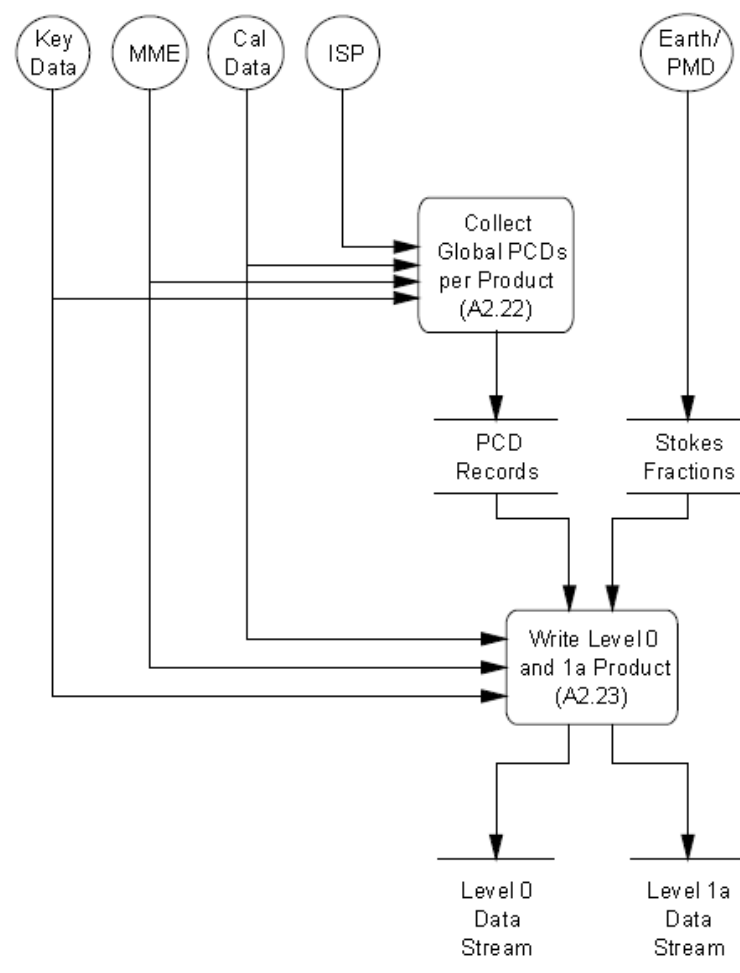 Key
Data
MME
Cal
Data
ISP
Earth/
PMD
Collect
Global PCDs
per Product
(A2.22)
PCD
Records
Stokes
Fractions
Write Level 0
and 1a Product
(A2.23)
Level 0
Data
Stream
Level 1a
Data
Stream